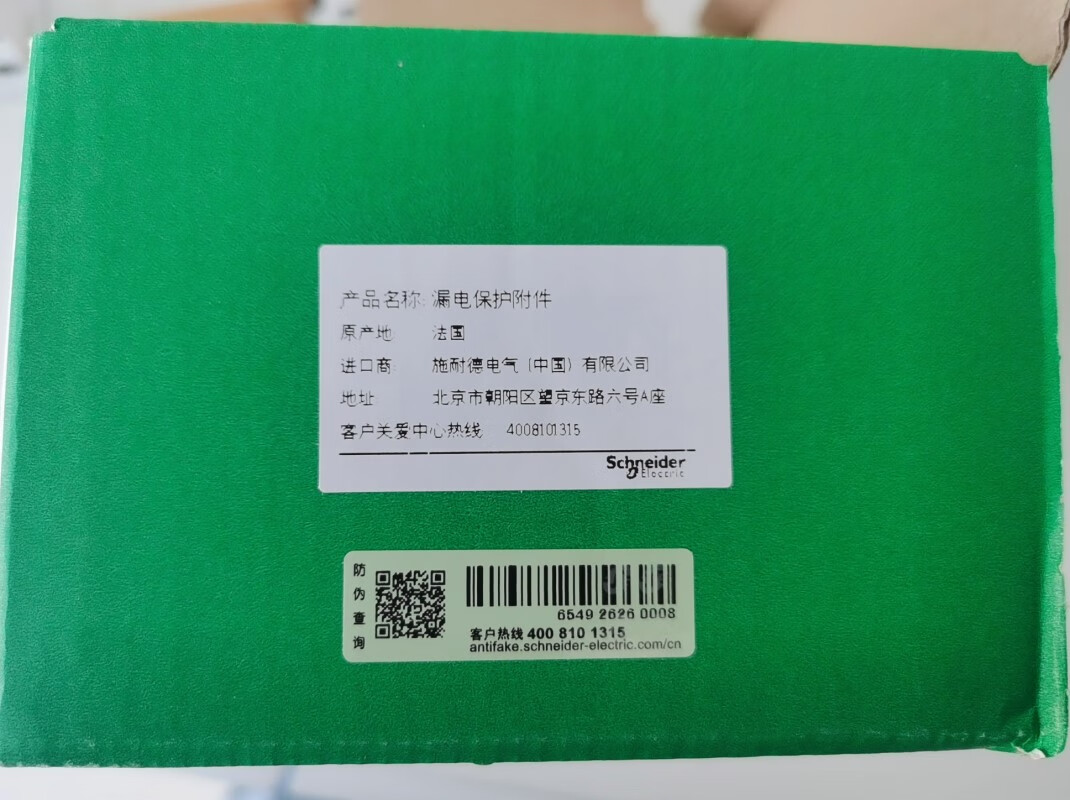 产品名称: 漏电保护附件
原产地: 法国
进口商: 施耐德电气 (中国) 有限公司
地址: 北京市朝阳区望京东路六号A座
客户关爱中心热线: 4008101315
Schneider
Electric
防伪查询
6549 2626 0008
客户热线 400 810 1315
antifake.schneider-electric.com/cn